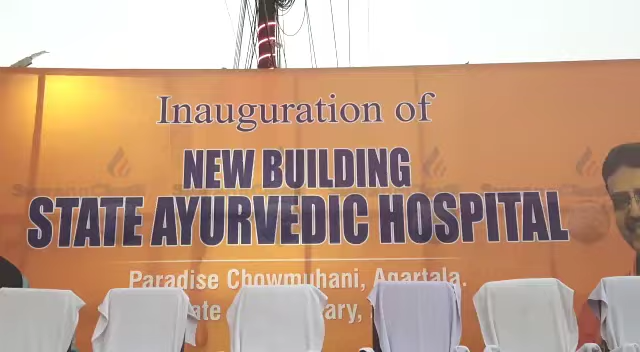 Inauguration of
NEW BUILDING
STATE AYURVEDIC HOSPITAL
Paradise Chowmuhani, Agartala.